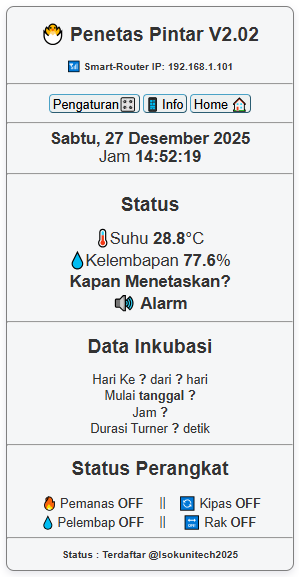 Penetas Pintar V2.02
Smart-Router IP: 192.168.1.101
Pengaturan Info Home
Sabtu, 27 Desember 2025
Jam 14:52:19
Status
Suhu 28.8°C
Kelembapan 77.6%
Kapan Menetaskan?
Alarm
Data Inkubasi
Hari Ke ? dari ? hari
Mulai tanggal ?
Jam ?
Durasi Turner ? detik
Status Perangkat
Pemanas OFF || Kipas OFF
Pelembap OFF || Rak OFF
Status : Terdaftar @Isokunitech2025